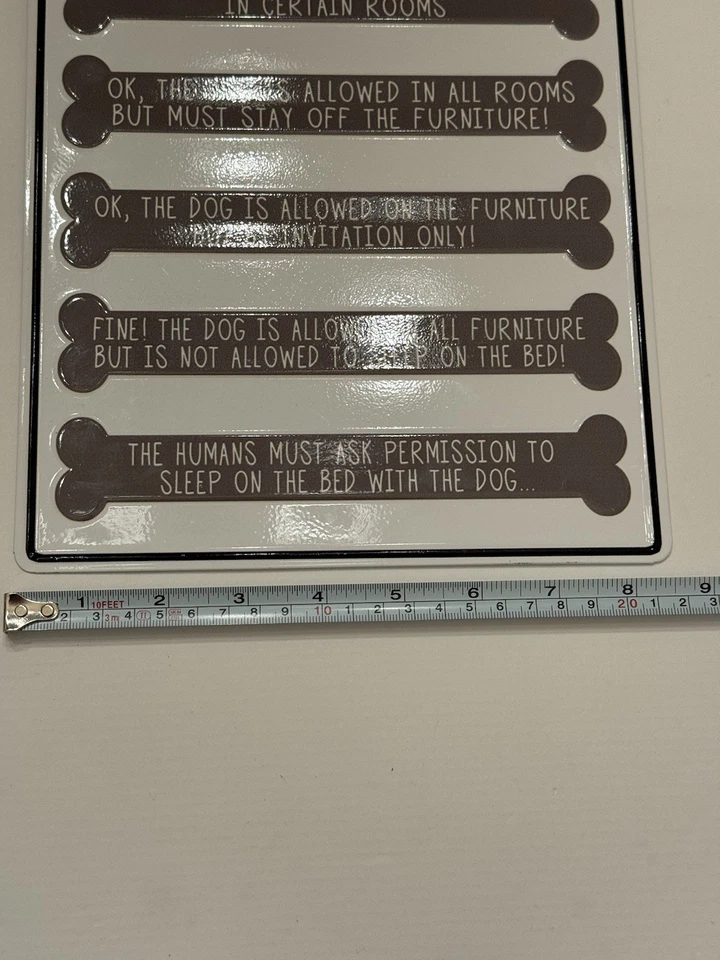 IN CERTAIN ROOMS
OK, THE IS ALLOWED IN ALL ROOMS
BUT MUST STAY OFF THE FURNITURE!
OK, THE DOG IS ALLOWED ON THE FURNITURE
INVITATION ONLY!
FINE! THE DOG IS ALL FURNITURE
BUT IS NOT ALLOWED TO SLEEP ON THE BED!
THE HUMANS MUST ASK PERMISSION TO
SLEEP ON THE BED WITH THE DOG...
1 10FEET 2 3 4 5 6 7 8 9
2 3 3m 4 5 6 7 8 9 10 1 2 3 4 5 6 7 8 9 20 1 2 3